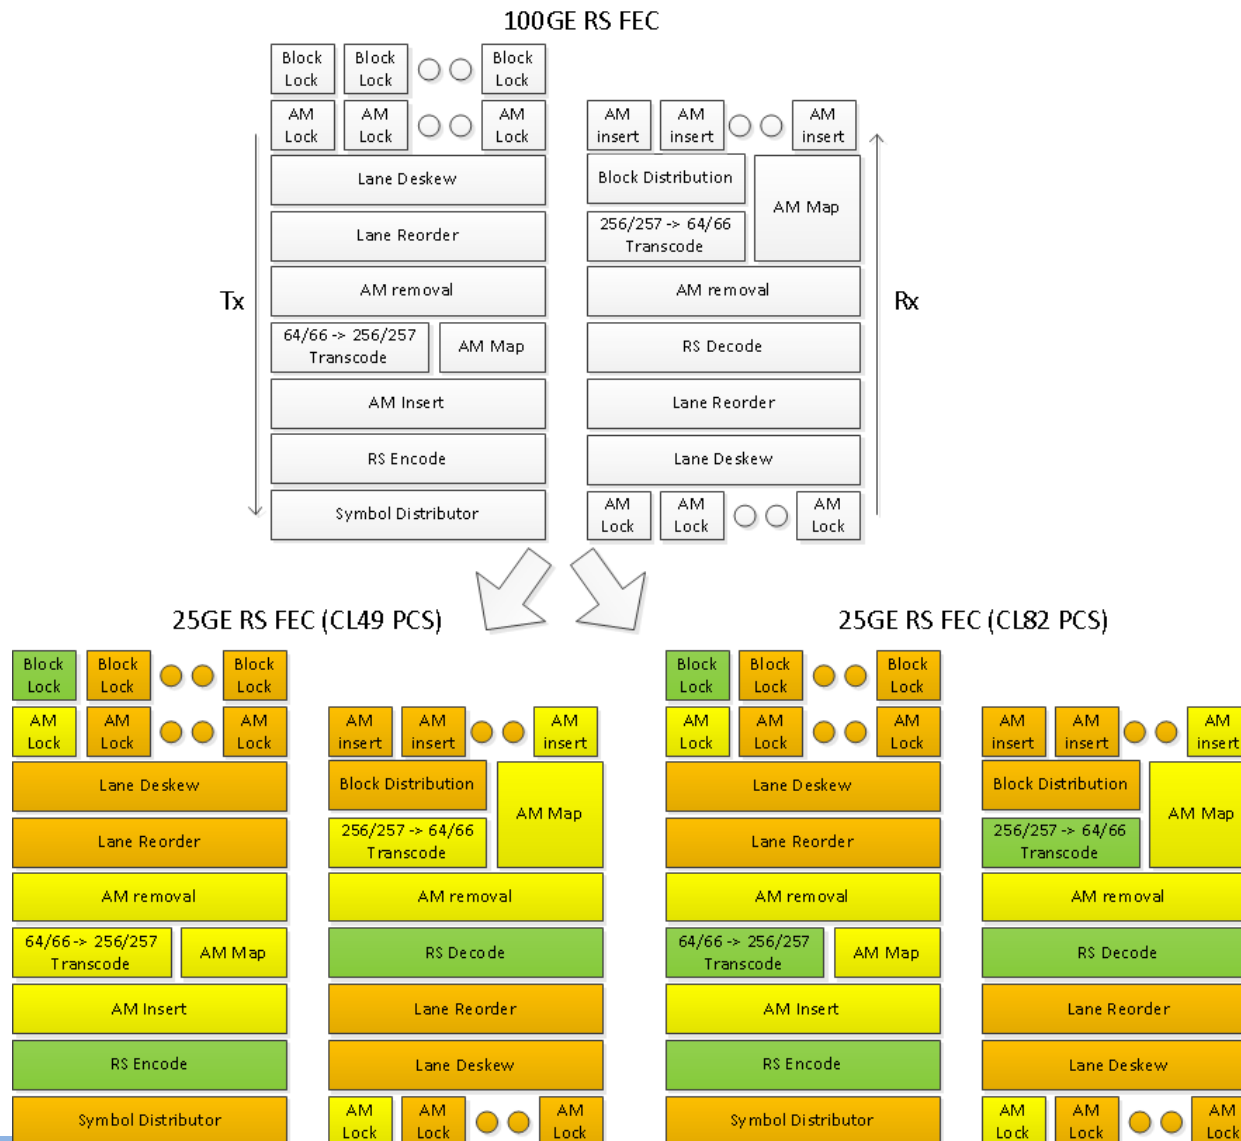 100GE RS FEC
Block
Lock
Block
Lock
Block
Lock
AM
Lock
AM
Lock
AM
Lock
Lane Deskew
Lane Reorder
AM removal
64/66 -> 256/257
Transcode
AM Map
AM Insert
RS Encode
Symbol Distributor
Tx
AM
insert
AM
insert
AM
insert
Block Distribution
AM Map
256/257 -> 64/66
Transcode
AM removal
RS Decode
Lane Reorder
Lane Deskew
AM
Lock
AM
Lock
AM
Lock
Rx
25GE RS FEC (CL49 PCS)
Block
Lock
Block
Lock
Block
Lock
AM
Lock
AM
Lock
AM
Lock
Lane Deskew
Lane Reorder
AM removal
64/66 -> 256/257
Transcode
AM Map
AM Insert
RS Encode
Symbol Distributor
AM
insert
AM
insert
AM
insert
Block Distribution
AM Map
256/257 -> 64/66
Transcode
AM removal
RS Decode
Lane Reorder
Lane Deskew
AM
Lock
AM
Lock
AM
Lock
25GE RS FEC (CL82 PCS)
Block
Lock
Block
Lock
Block
Lock
AM
Lock
AM
Lock
AM
Lock
Lane Deskew
Lane Reorder
AM removal
64/66 -> 256/257
Transcode
AM Map
AM Insert
RS Encode
Symbol Distributor
AM
insert
AM
insert
AM
insert
Block Distribution
AM Map
256/257 -> 64/66
Transcode
AM removal
RS Decode
Lane Reorder
Lane Deskew
AM
Lock
AM
Lock
AM
Lock